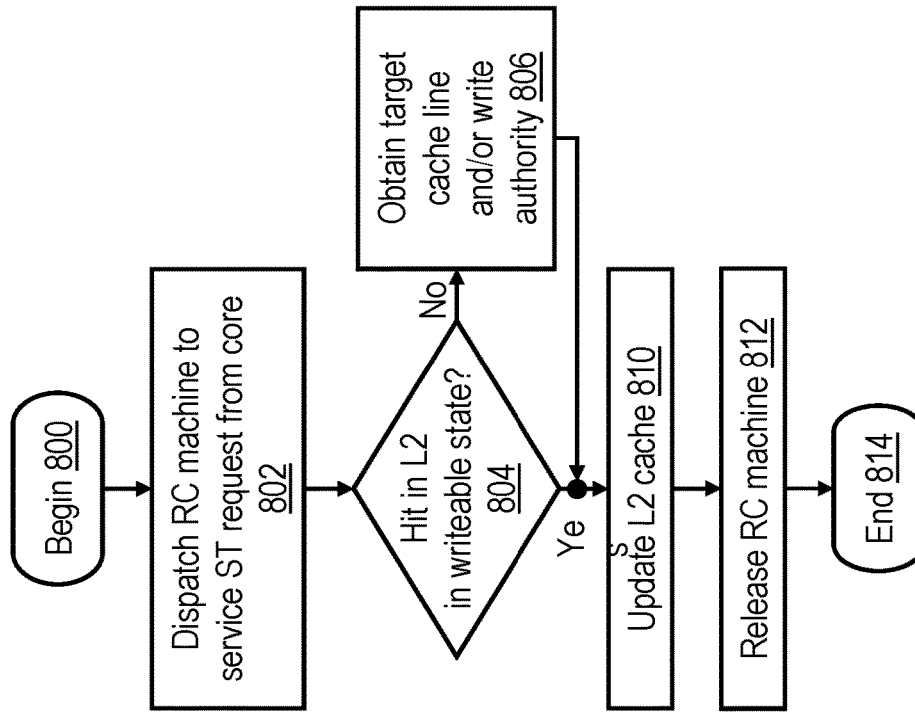 Begin 800
Dispatch RC machine to
service ST request from core
802
Hit in L2
in writeable state?
804
No
Obtain target
cache line
and/or write
authority 806
Ye
s
Update L2 cache 810
Release RC machine 812
End 814